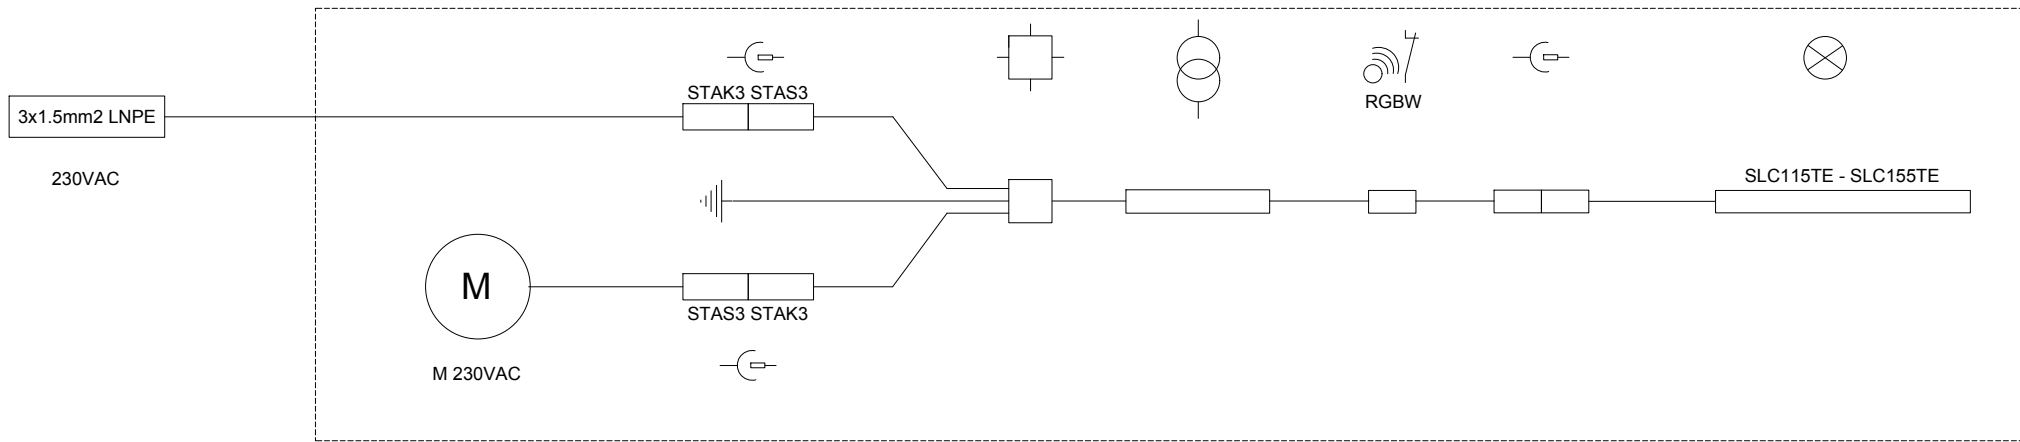 STAK3 STAS3
RGBW
3x1.5mm2 LNPE
230VAC
SLC115TE - SLC155TE
M
STAS3 STAK3
M 230VAC